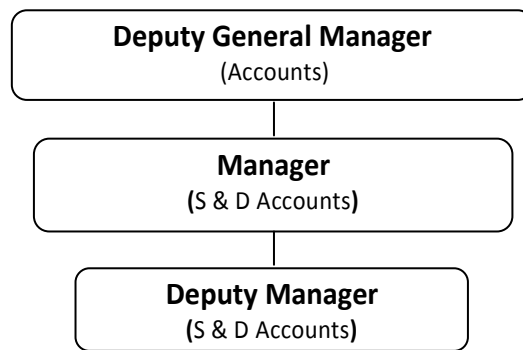 Deputy General Manager
(Accounts)
Manager
(S & D Accounts)
Deputy Manager
(S & D Accounts)